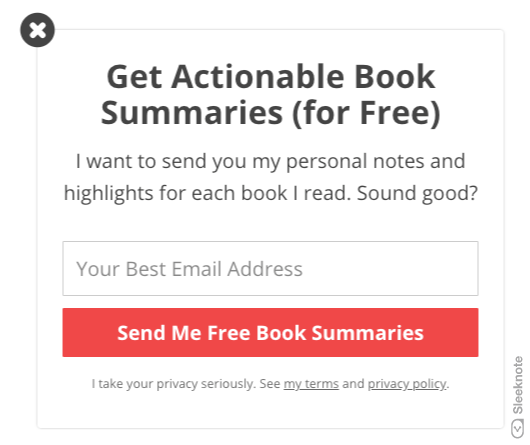 Get Actionable Book
Summaries (for Free)
I want to send you my personal notes and
highlights for each book I read. Sound good?
Your Best Email Address
Send Me Free Book Summaries
I take your privacy seriously. See my terms and privacy policy.
Sleeknote